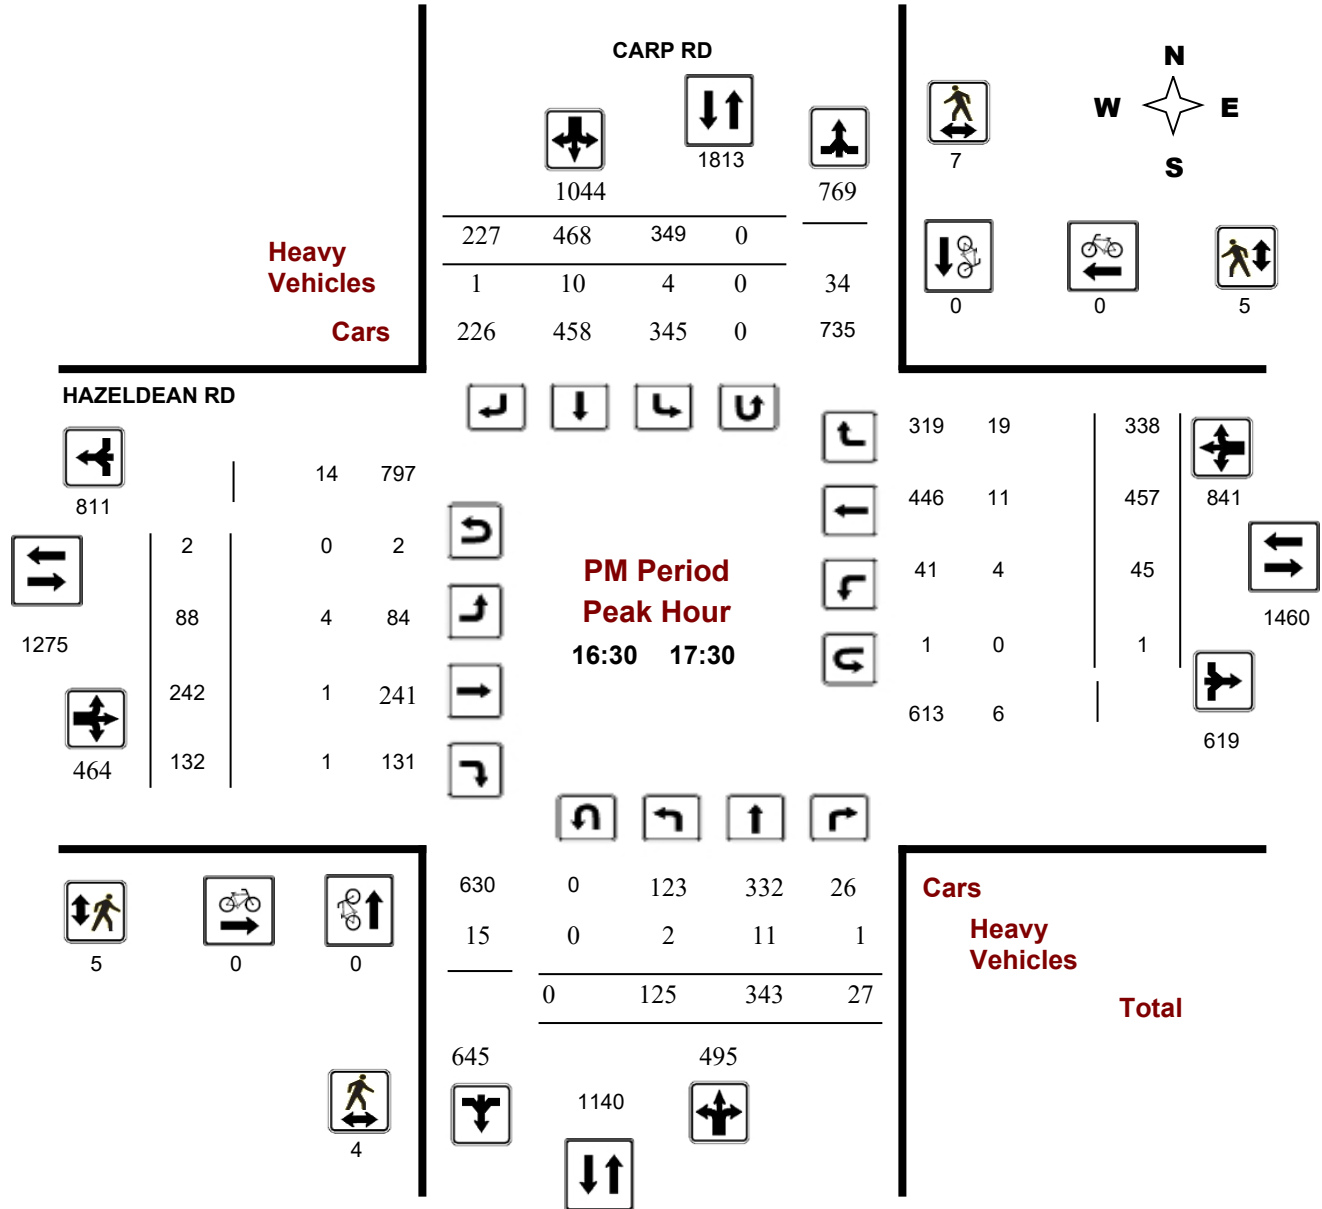 CARP RD
N
W E
S
1813
7
1044
769
227 468 349 0
Heavy
Vehicles
1 10 4 0 34
0 0 5
Cars
226 458 345 0 735
HAZELDEAN RD
319 19 338
14 797
811
446 11 457
841
2 0 2
PM Period
41 4 45
Peak Hour
88 4 84
1460
1275
16:30 17:30
1 0 1
242 1 241
613 6
619
464
132 1 131
630 0 123 332 26
Cars
15 0 2 11 1
Heavy
Vehicles
5 0 0
0 125 343 27
Total
645
495
1140
4